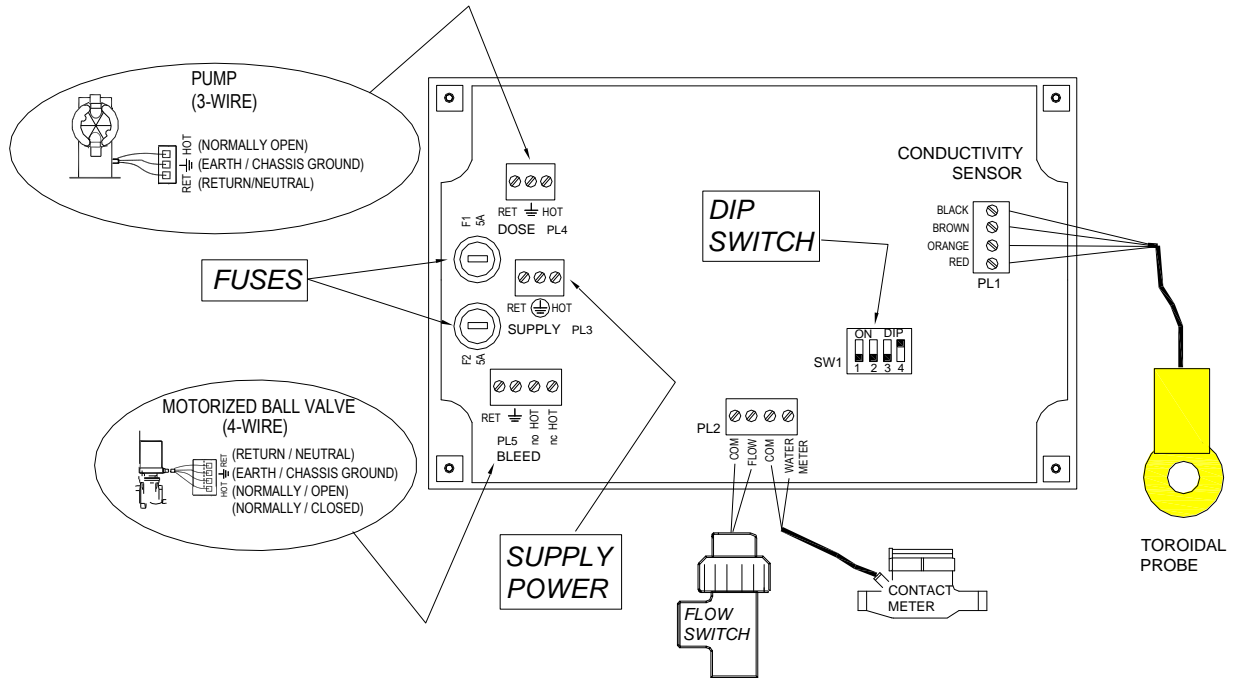 PUMP
(3-WIRE)
HOT
RET
(NORMALLY OPEN)
(EARTH / CHASSIS GROUND)
(RETURN/NEUTRAL)
FUSES
MOTORIZED BALL VALVE
(4-WIRE)
RET
HOT
(RETURN / NEUTRAL)
(EARTH / CHASSIS GROUND)
(NORMALLY / OPEN)
(NORMALLY / CLOSED)
RET HOT
DOSE PL4
F1
5A
RET HOT
SUPPLY PL3
F2
5A
RET
no HOT
nc HOT
PL5
BLEED
SUPPLY
POWER
DIP
SWITCH
ON DIP
SW1
1 2 3 4
CONDUCTIVITY
SENSOR
BLACK
BROWN
ORANGE
RED
PL1
PL2
COM
FLOW
COM
WATER
METER
FLOW
SWITCH
CONTACT
METER
TOROIDAL
PROBE